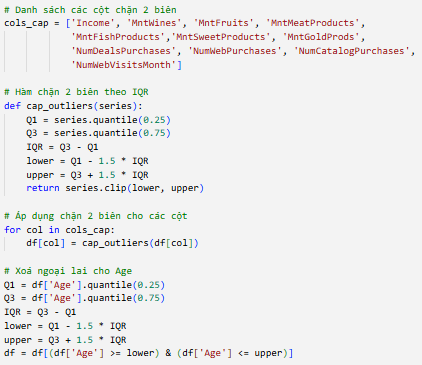 # Danh sách các cột chặn 2 biên
cols_cap = ['Income', 'MntWines', 'MntFruits', 'MntMeatProducts',
            'MntFishProducts','MntSweetProducts', 'MntGoldProds',
            'NumDealsPurchases', 'NumWebPurchases', 'NumCatalogPurchases',
            'NumWebVisitsMonth']

# Hàm chặn 2 biên theo IQR
def cap_outliers(series):
    Q1 = series.quantile(0.25)
    Q3 = series.quantile(0.75)
    IQR = Q3 - Q1
    lower = Q1 - 1.5 * IQR
    upper = Q3 + 1.5 * IQR
    return series.clip(lower, upper)

# Áp dụng chặn 2 biên cho các cột
for col in cols_cap:
    df[col] = cap_outliers(df[col])

# Xoá ngoại lai cho Age
Q1 = df['Age'].quantile(0.25)
Q3 = df['Age'].quantile(0.75)
IQR = Q3 - Q1
lower = Q1 - 1.5 * IQR
upper = Q3 + 1.5 * IQR
df = df[(df['Age'] >= lower) & (df['Age'] <= upper)]